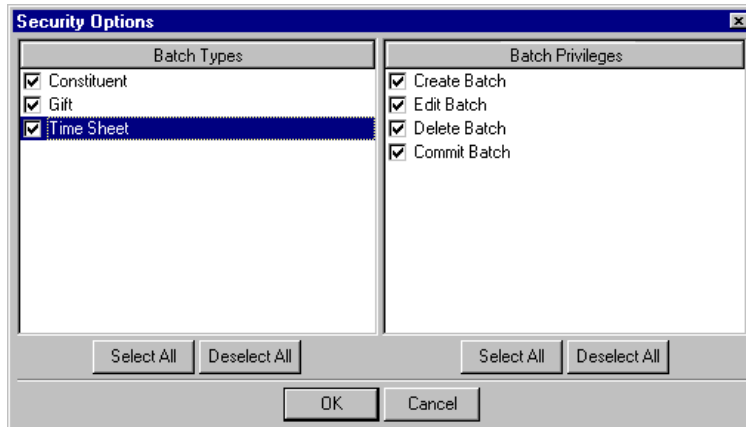 Security Options
Batch Types
Constituent
Gift
Time Sheet
Select All
Deselect All
Batch Privileges
Create Batch
Edit Batch
Delete Batch
Commit Batch
Select All
Deselect All
OK
Cancel